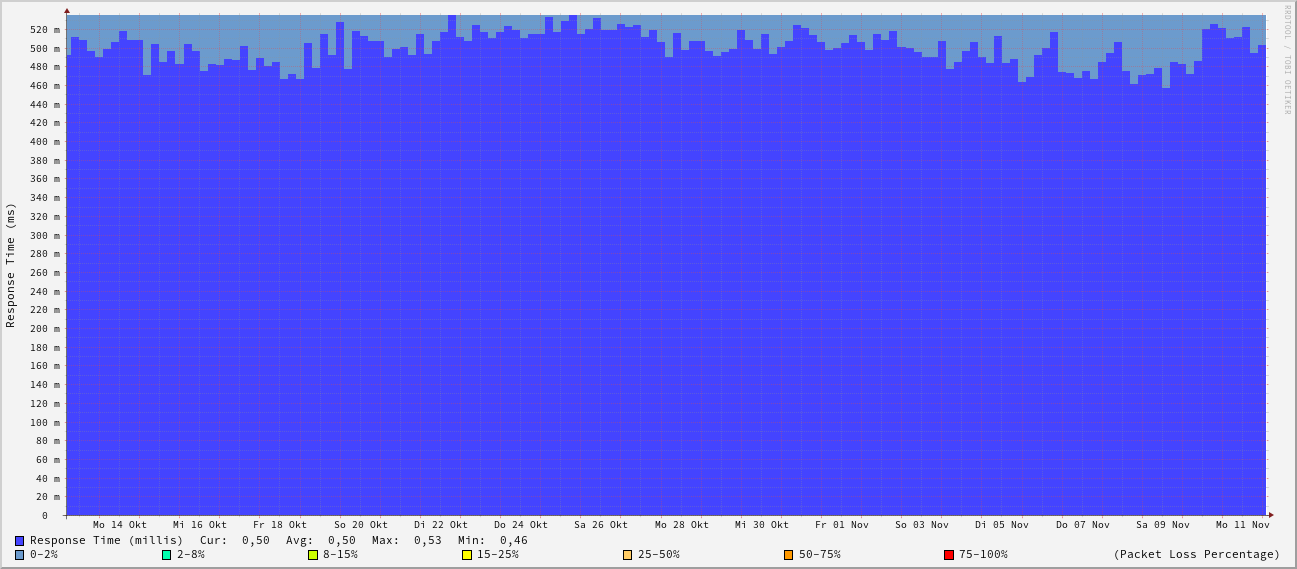 RRDTOOL / TOBI OETIKER
Response Time (ms)
520 m
500 m
480 m
460 m
440 m
420 m
400 m
380 m
360 m
340 m
320 m
300 m
280 m
260 m
240 m
220 m
200 m
180 m
160 m
140 m
120 m
100 m
80 m
60 m
40 m
20 m
0
Mo 14 Okt Mi 16 Okt Fr 18 Okt So 20 Okt Di 22 Okt Do 24 Okt Sa 26 Okt Mo 28 Okt Mi 30 Okt Fr 01 Nov So 03 Nov Di 05 Nov Do 07 Nov Sa 09 Nov Mo 11 Nov
Response Time (millis) Cur: 0,50 Avg: 0,50 Max: 0,53 Min: 0,46
0-2% 2-8% 8-15% 15-25% 25-50% 50-75% 75-100% (Packet Loss Percentage)